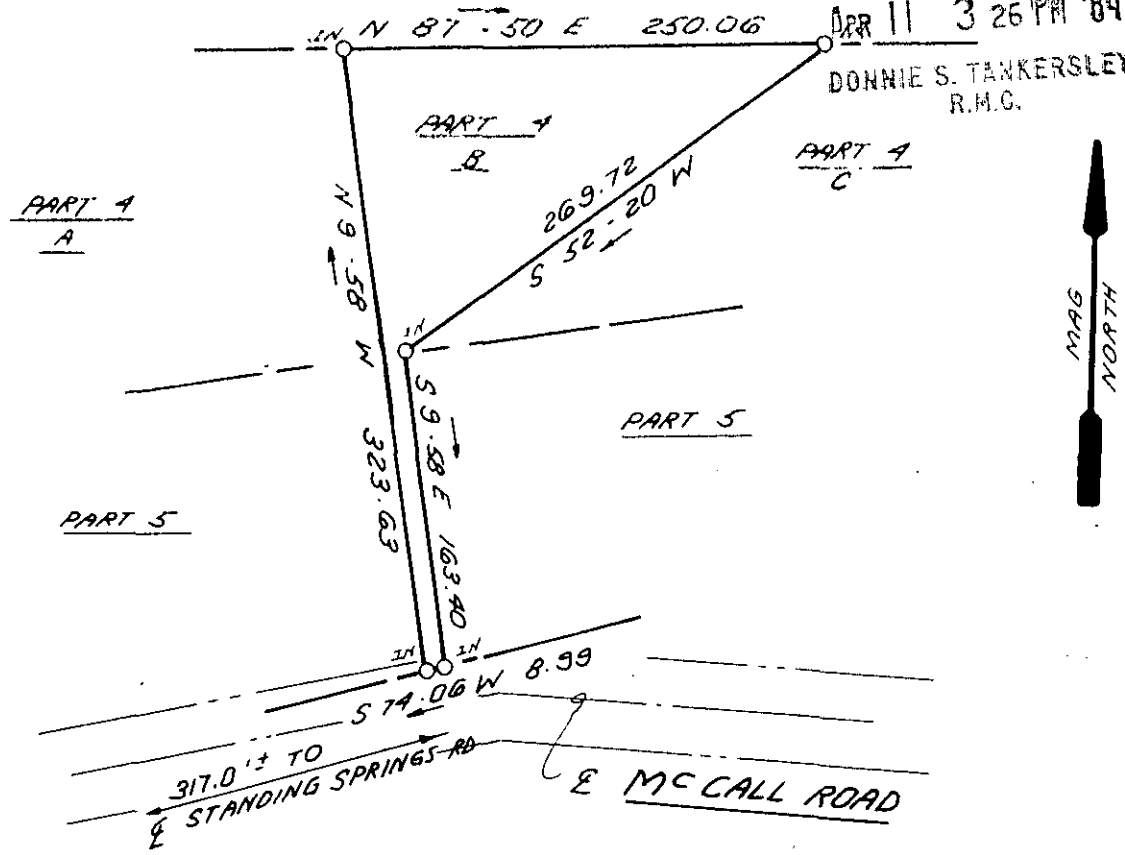 APR 11 3 26 PM '84
DONNIE S. TANKERSLEY
R.M.C.
IN N 87-50 E 250.06
PART 4
B
PART 4
C
PART 4
A
269.72
S 52-20 W
N 9-58 W 323.63
IN
MAG NORTH
S 9-58 E 163.40
PART 5
PART 5
IN
IN
S 74-06 W 8.99
317.0'± TO
℄ STANDING SPRINGS RD
℄ MCCALL ROAD